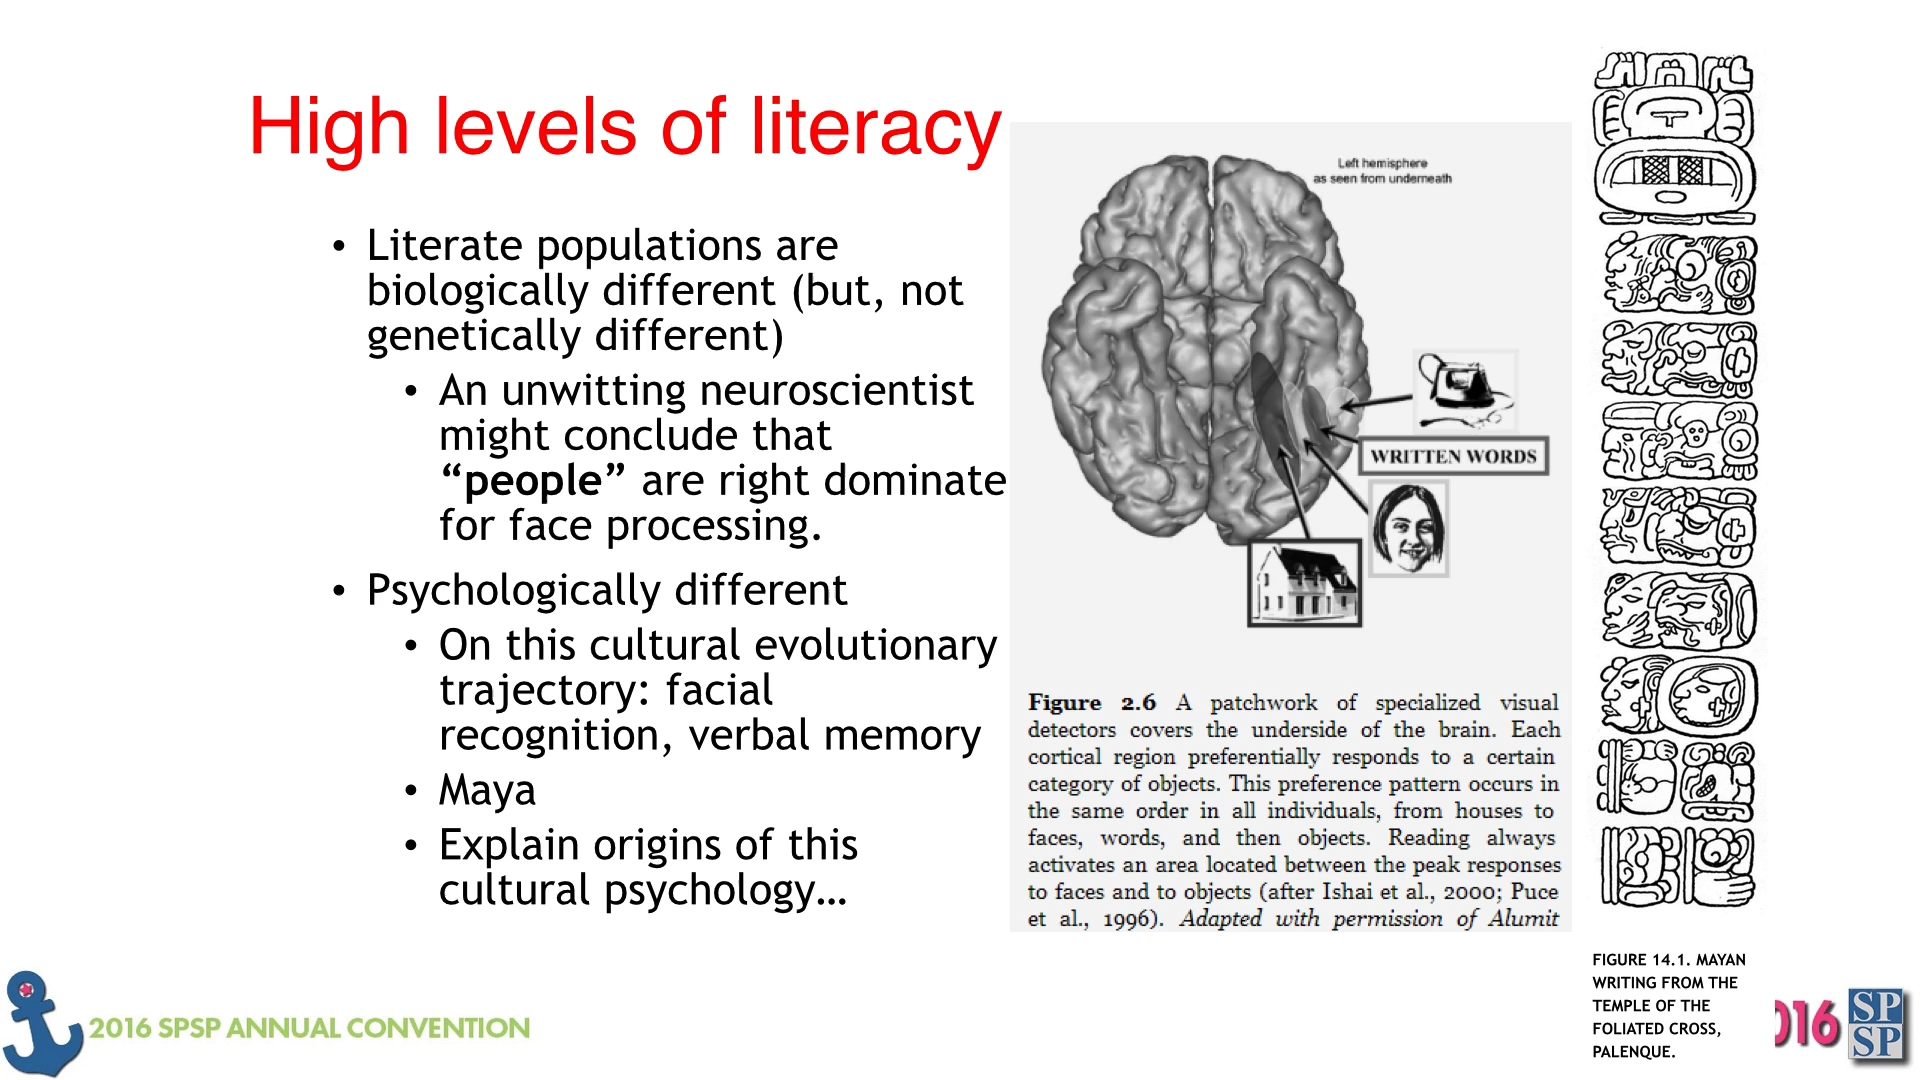 High levels of literacy
• Literate populations are
biologically different (but, not
genetically different)
• An unwitting neuroscientist
might conclude that
“people” are right dominate
for face processing.
• Psychologically different
• On this cultural evolutionary
trajectory: facial
recognition, verbal memory
• Maya
• Explain origins of this
cultural psychology…
Left hemisphere
as seen from underneath
WRITTEN WORDS
Figure 2.6 A patchwork of specialized visual
detectors covers the underside of the brain. Each
cortical region preferentially responds to a certain
category of objects. This preference pattern occurs in
the same order in all individuals, from houses to
faces, words, and then objects. Reading always
activates an area located between the peak responses
to faces and to objects (after Ishai et al., 2000; Puce
et al., 1996). Adapted with permission of Alumit
FIGURE 14.1. MAYAN
WRITING FROM THE
TEMPLE OF THE
FOLIATED CROSS,
PALENQUE.
2016 SPSP ANNUAL CONVENTION
016
SP
SP